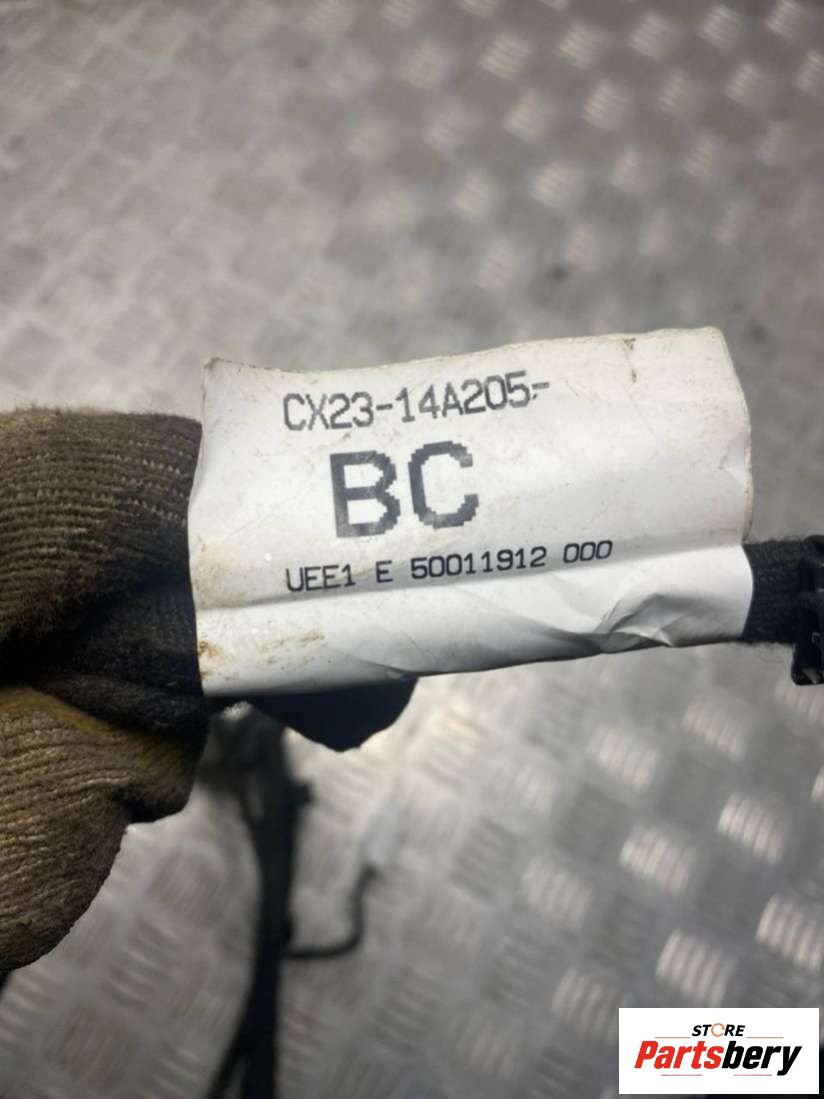 CX23-14A205-
BC
UEE1 E 50011912 000
STORE
Partsbery